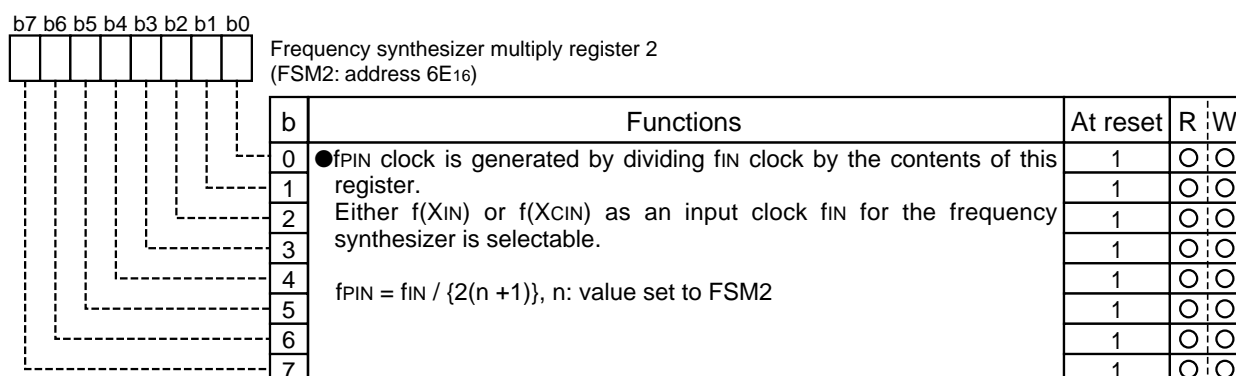 b7 b6 b5 b4 b3 b2 b1 b0
Frequency synthesizer multiply register 2
(FSM2: address 6E16)
b Functions At reset R W
0 ●fPIN clock is generated by dividing fIN clock by the contents of this 1 O O
1 register. 1 O O
2 Either f(XIN) or f(XCIN) as an input clock fIN for the frequency 1 O O
3 synthesizer is selectable. 1 O O
4 1 O O
fPIN = fIN / {2(n +1)}, n: value set to FSM2
5 1 O O
6 1 O O
7 1 O O